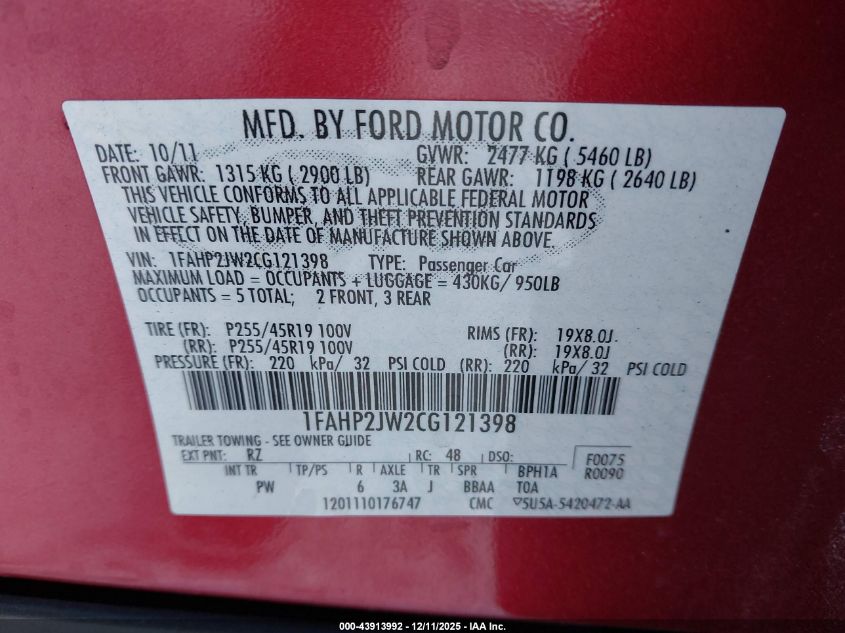 MFD. BY FORD MOTOR CO.
DATE: 10/11 GVWR: 2477 KG ( 5460 LB)
FRONT GAWR: 1315 KG ( 2900 LB) REAR GAWR: 1198 KG ( 2640 LB)
THIS VEHICLE CONFORMS TO ALL APPLICABLE FEDERAL MOTOR
VEHICLE SAFETY, BUMPER, AND THEFT PREVENTION STANDARDS
IN EFFECT ON THE DATE OF MANUFACTURE SHOWN ABOVE.
VIN: 1FAHP2JW2CG121398 TYPE: Passenger Car
MAXIMUM LOAD = OCCUPANTS + LUGGAGE = 430KG/ 950LB
OCCUPANTS = 5 TOTAL; 2 FRONT, 3 REAR
TIRE (FR): P255/45R19 100V RIMS (FR): 19X8.0J.
(RR): P255/45R19 100V (RR): 19X8.0J
PRESSURE (FR): 220 kPa/ 32 PSI COLD (RR): 220 kPa/ 32 PSI COLD
1FAHP2JW2CG121398
TRAILER TOWING - SEE OWNER GUIDE
EXT PNT: RZ RC: 48 DSO: F0075
INT TR TP/PS R AXLE TR SPR BPH1A R0090
PW 6 3A J BBAA T0A
1201110176747 CMC ▽5U5A-5420472-AA
000-43913992 - 12/11/2025 - IAA Inc.